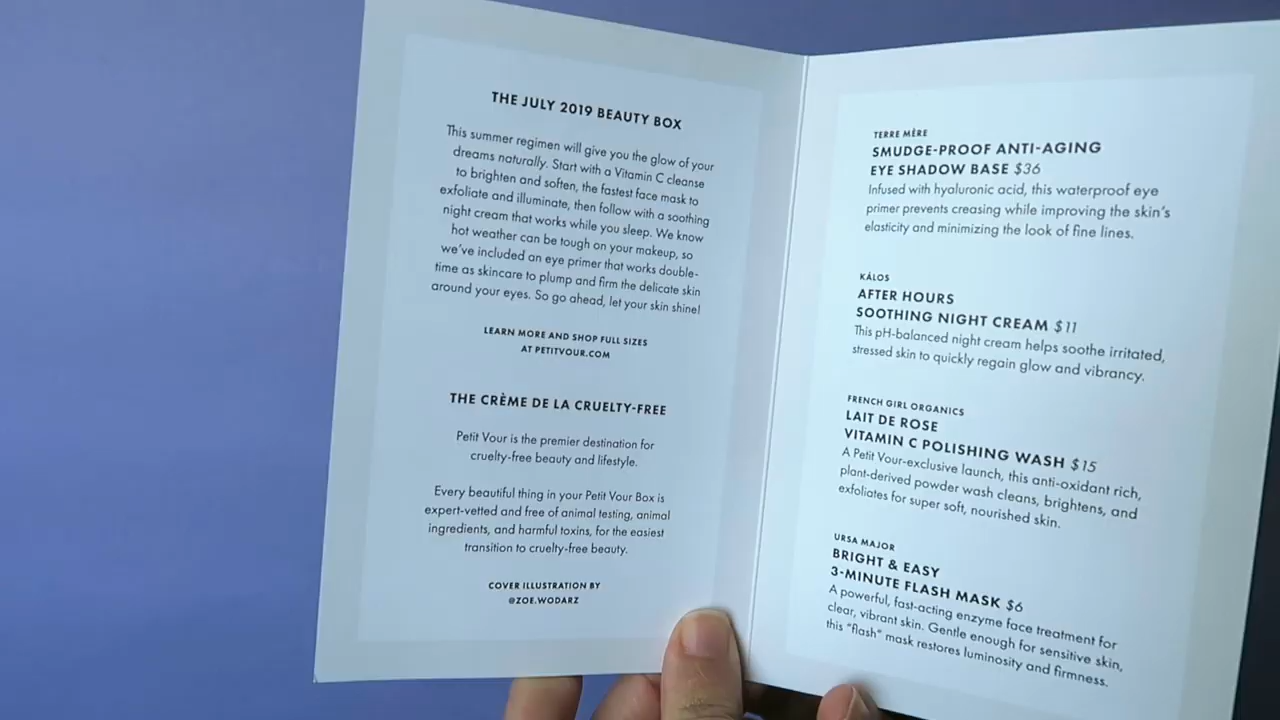 THE JULY 2019 BEAUTY BOX
This summer regimen will give you the glow of your
dreams naturally. Start with a Vitamin C cleanse
to brighten and soften, the fastest face mask to
exfoliate and illuminate, then follow with a soothing
night cream that works while you sleep. We know
hot weather can be tough on your makeup, so
we've included an eye primer that works double-
time as skincare to plump and firm the delicate skin
around your eyes. So go ahead, let your skin shine!
LEARN MORE AND SHOP FULL SIZES
AT PETITVOUR.COM
THE CRÈME DE LA CRUELTY-FREE
Petit Vour is the premier destination for
cruelty-free beauty and lifestyle.
Every beautiful thing in your Petit Vour Box is
expert-vetted and free of animal testing, animal
ingredients, and harmful toxins, for the easiest
transition to cruelty-free beauty.
COVER ILLUSTRATION BY
@ZOE.WODARZ
TERRE MÈRE
SMUDGE-PROOF ANTI-AGING
EYE SHADOW BASE $36
Infused with hyaluronic acid, this waterproof eye
primer prevents creasing while improving the skin's
elasticity and minimizing the look of fine lines.
KÁLOS
AFTER HOURS
SOOTHING NIGHT CREAM $11
This pH-balanced night cream helps soothe irritated,
stressed skin to quickly regain glow and vibrancy.
FRENCH GIRL ORGANICS
LAIT DE ROSE
VITAMIN C POLISHING WASH $15
A Petit Vour-exclusive launch, this anti-oxidant rich,
plant-derived powder wash cleans, brightens, and
exfoliates for super soft, nourished skin.
URSA MAJOR
BRIGHT & EASY
3-MINUTE FLASH MASK $6
A powerful, fast-acting enzyme face treatment for
clear, vibrant skin. Gentle enough for sensitive skin,
this "flash" mask restores luminosity and firmness.